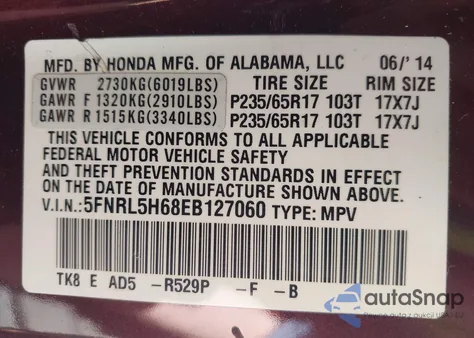 MFD. BY HONDA MFG. OF ALABAMA, LLC 06/'14
GVWR 2730KG(6019LBS) TIRE SIZE RIM SIZE
GAWR F 1320KG(2910LBS) P235/65R17 103T 17X7J
GAWR R 1515KG(3340LBS) P235/65R17 103T 17X7J
THIS VEHICLE CONFORMS TO ALL APPLICABLE
FEDERAL MOTOR VEHICLE SAFETY
AND THEFT PREVENTION STANDARDS IN EFFECT
ON THE DATE OF MANUFACTURE SHOWN ABOVE.
V.I.N.: 5FNRL5H68EB127060 TYPE: MPV
TK8 E AD5 -R529P -F -B
autoSnap